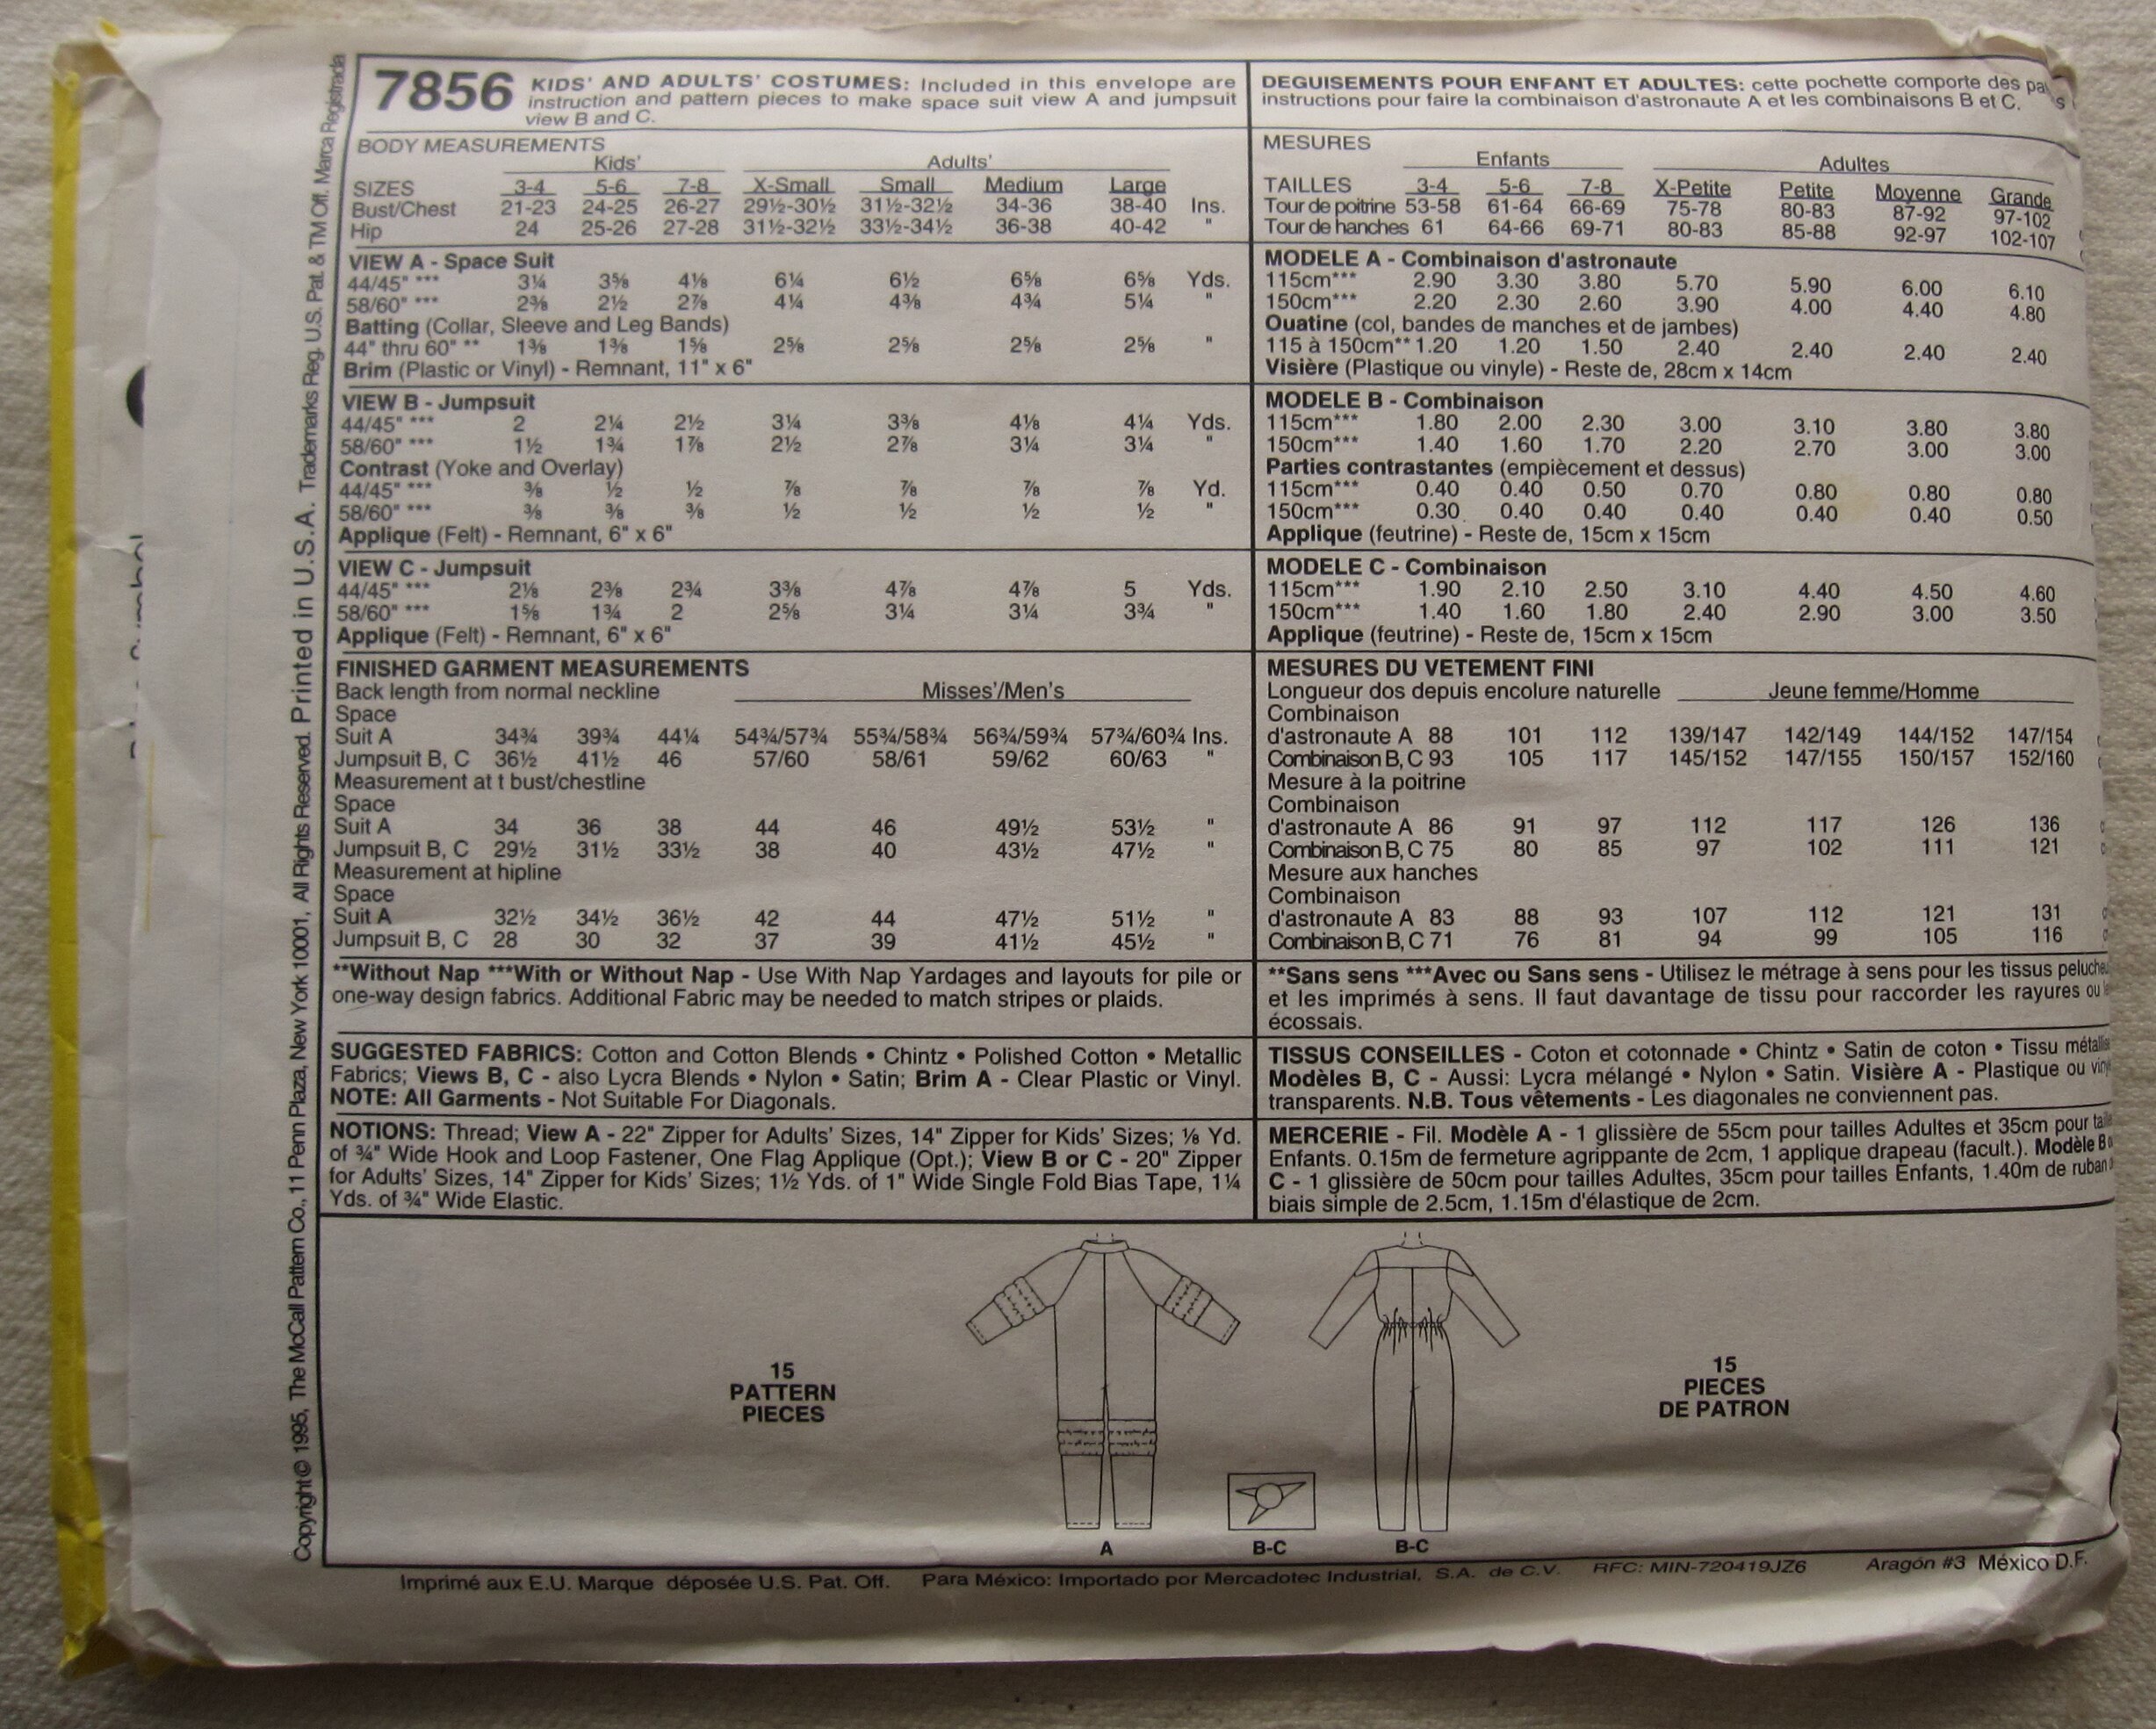 7856 KIDS' AND ADULTS' COSTUMES: Included in this envelope are
instruction and pattern pieces to make space suit view A and jumpsuit
view B and C.
BODY MEASUREMENTS
Kids' Adults'
SIZES 3-4 5-6 7-8 X-Small Small Medium Large
Bust/Chest 21-23 24-25 26-27 29½-30½ 31½-32½ 34-36 38-40 Ins.
Hip 24 25-26 27-28 31½-32½ 33½-34½ 36-38 40-42 "
VIEW A - Space Suit
44/45" *** 3¼ 3⅝ 4⅛ 6¼ 6½ 6⅝ 6⅝ Yds.
58/60" *** 2⅜ 2½ 2⅞ 4¼ 4⅜ 4¾ 5¼ "
Batting (Collar, Sleeve and Leg Bands)
44" thru 60" ** 1⅜ 1⅜ 1⅝ 2⅝ 2⅝ 2⅝ 2⅝ "
Brim (Plastic or Vinyl) - Remnant, 11" x 6"
VIEW B - Jumpsuit
44/45" *** 2 2¼ 2½ 3¼ 3⅜ 4⅛ 4¼ Yds.
58/60" *** 1½ 1¾ 1⅞ 2½ 2⅞ 3¼ 3¼ "
Contrast (Yoke and Overlay)
44/45" *** ⅜ ½ ½ ⅞ ⅞ ⅞ ⅞ Yd.
58/60" *** ⅜ ⅜ ⅜ ½ ½ ½ ½ "
Applique (Felt) - Remnant, 6" x 6"
VIEW C - Jumpsuit
44/45" *** 2⅛ 2⅜ 2¾ 3⅜ 4⅞ 4⅞ 5 Yds.
58/60" *** 1⅝ 1¾ 2 2⅝ 3¼ 3¼ 3¾ "
Applique (Felt) - Remnant, 6" x 6"
FINISHED GARMENT MEASUREMENTS
Back length from normal neckline Misses'/Men's
Space
Suit A 34¾ 39¾ 44¼ 54¾/57¾ 55¾/58¾ 56¾/59¾ 57¾/60¾ Ins.
Jumpsuit B, C 36½ 41½ 46 57/60 58/61 59/62 60/63 "
Measurement at t bust/chestline
Space
Suit A 34 36 38 44 46 49½ 53½ "
Jumpsuit B, C 29½ 31½ 33½ 38 40 43½ 47½ "
Measurement at hipline
Space
Suit A 32½ 34½ 36½ 42 44 47½ 51½ "
Jumpsuit B, C 28 30 32 37 39 41½ 45½ "
**Without Nap ***With or Without Nap - Use With Nap Yardages and layouts for pile or
one-way design fabrics. Additional Fabric may be needed to match stripes or plaids.
SUGGESTED FABRICS: Cotton and Cotton Blends • Chintz • Polished Cotton • Metallic
Fabrics; Views B, C - also Lycra Blends • Nylon • Satin; Brim A - Clear Plastic or Vinyl.
NOTE: All Garments - Not Suitable For Diagonals.
NOTIONS: Thread; View A - 22" Zipper for Adults' Sizes, 14" Zipper for Kids' Sizes; ⅛ Yd.
of ¾" Wide Hook and Loop Fastener, One Flag Applique (Opt.); View B or C - 20" Zipper
for Adults' Sizes, 14" Zipper for Kids' Sizes; 1½ Yds. of 1" Wide Single Fold Bias Tape, 1¼
Yds. of ¾" Wide Elastic.
DEGUISEMENTS POUR ENFANT ET ADULTES: cette pochette comporte des
instructions pour faire la combinaison d'astronaute A et les combinaisons B et C.
MESURES
Enfants Adultes
TAILLES 3-4 5-6 7-8 X-Petite Petite Moyenne Grande
Tour de poitrine 53-58 61-64 66-69 75-78 80-83 87-92 97-102
Tour de hanches 61 64-66 69-71 80-83 85-88 92-97 102-107
MODELE A - Combinaison d'astronaute
115cm*** 2.90 3.30 3.80 5.70 5.90 6.00 6.10
150cm*** 2.20 2.30 2.60 3.90 4.00 4.40 4.80
Ouatine (col, bandes de manches et de jambes)
115 à 150cm** 1.20 1.20 1.50 2.40 2.40 2.40 2.40
Visière (Plastique ou vinyle) - Reste de, 28cm x 14cm
MODELE B - Combinaison
115cm*** 1.80 2.00 2.30 3.00 3.10 3.80 3.80
150cm*** 1.40 1.60 1.70 2.20 2.70 3.00 3.00
Parties contrastantes (empiècement et dessus)
115cm*** 0.40 0.40 0.50 0.70 0.80 0.80 0.80
150cm*** 0.30 0.40 0.40 0.40 0.40 0.40 0.50
Applique (feutrine) - Reste de, 15cm x 15cm
MODELE C - Combinaison
115cm*** 1.90 2.10 2.50 3.10 4.40 4.50 4.60
150cm*** 1.40 1.60 1.80 2.40 2.90 3.00 3.50
Applique (feutrine) - Reste de, 15cm x 15cm
MESURES DU VETEMENT FINI
Longueur dos depuis encolure naturelle Jeune femme/Homme
Combinaison
d'astronaute A 88 101 112 139/147 142/149 144/152 147/154
Combinaison B, C 93 105 117 145/152 147/155 150/157 152/160
Mesure à la poitrine
Combinaison
d'astronaute A 86 91 97 112 117 126 136
Combinaison B, C 75 80 85 97 102 111 121
Mesure aux hanches
Combinaison
d'astronaute A 83 88 93 107 112 121 131
Combinaison B, C 71 76 81 94 99 105 116
**Sans sens ***Avec ou Sans sens - Utilisez le métrage à sens pour les tissus
et les imprimés à sens. Il faut davantage de tissu pour raccorder les rayures ou
écossais.
TISSUS CONSEILLES - Coton et cotonnade • Chintz • Satin de coton • Tissu
Modèles B, C - Aussi: Lycra mélangé • Nylon • Satin. Visière A - Plastique ou
transparents. N.B. Tous vêtements - Les diagonales ne conviennent pas.
MERCERIE - Fil. Modèle A - 1 glissière de 55cm pour tailles Adultes et 35cm pour
Enfants. 0.15m de fermeture agrippante de 2cm, 1 applique drapeau (facult.). Modèle B
C - 1 glissière de 50cm pour tailles Adultes, 35cm pour tailles Enfants, 1.40m de ruban
biais simple de 2.5cm, 1.15m d'élastique de 2cm.
15
PATTERN
PIECES
15
PIECES
DE PATRON
A B-C B-C
Imprimé aux E.U. Marque déposée U.S. Pat. Off. Para México: Importado por Mercadotec Industrial, S.A. de C.V. RFC: MIN-720419JZ6 Aragón #3 México D.F.
Copyright © 1995, The McCall Pattern Co., 11 Penn Plaza, New York 10001, All Rights Reserved. Printed in U.S.A. Trademarks Reg. U.S. Pat. & TM Off. Marca Registrada